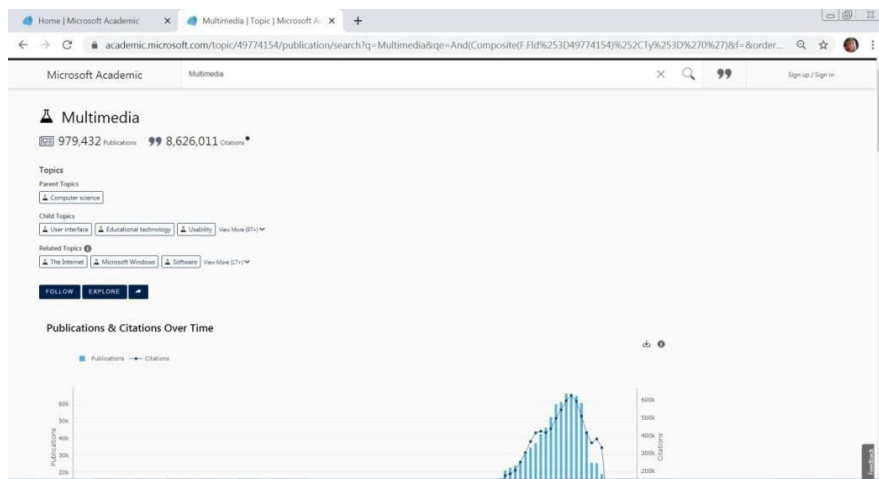 Home | Microsoft Academic
Multimedia | Topic | Microsoft Ac
academic.microsoft.com/topic/49774154/publication/search?q=Multimedia&qe=And(Composite(F.FId%253D49774154)%252CTy%253D%270%27)&f=&order...
Microsoft Academic
Multimedia
Sign up / Sign in
Multimedia
979,432 Publications 8,626,011 Citations*
Topics
Parent Topics
Computer science
Child Topics
User interface Educational technology Usability View More (97+)
Related Topics
The Internet Microsoft Windows Software View More (17+)
FOLLOW EXPLORE
Publications & Citations Over Time
Publications Citations
60k
50k
40k
30k
20k
Publications
600k
500k
400k
300k
200k
Citations
Feedback